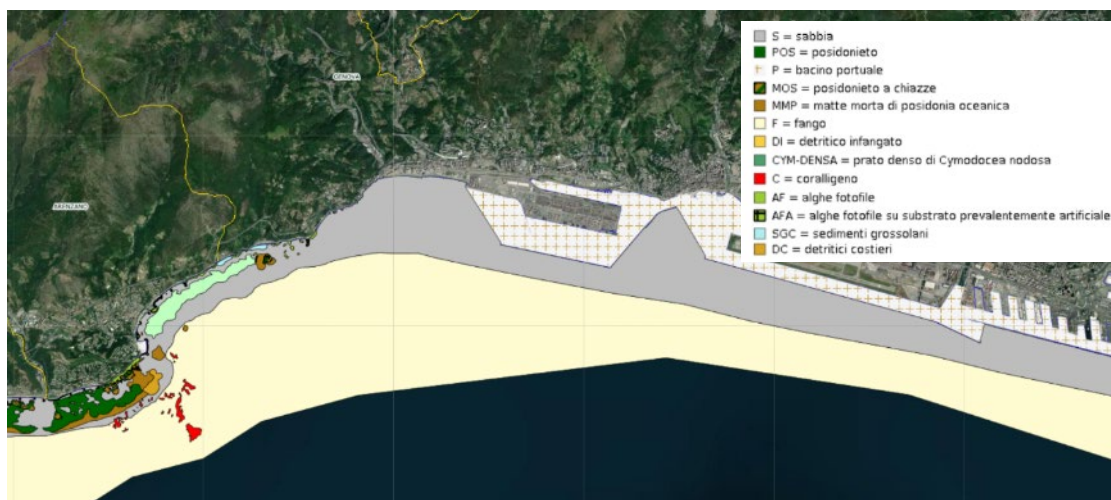 GENOVA
ARENZANO
S = sabbia
POS = posidonieto
P = bacino portuale
MOS = posidonieto a chiazze
MMP = matte morta di posidonia oceanica
F = fango
DI = detritico infangato
CYM-DENSA = prato denso di Cymodocea nodosa
C = coralligeno
AF = alghe fotofile
AFA = alghe fotofile su substrato prevalentemente artificiale
SGC = sedimenti grossolani
DC = detritici costieri